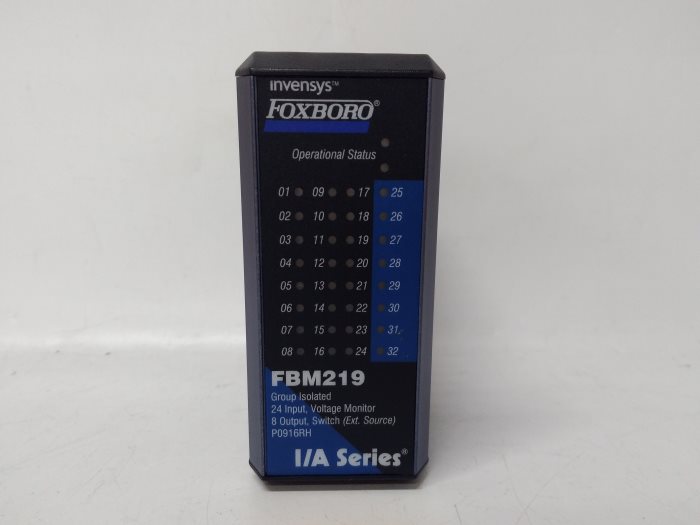 invensys™
FOXBORO®
Operational Status
01 09 17 25
02 10 18 26
03 11 19 27
04 12 20 28
05 13 21 29
06 14 22 30
07 15 23 31
08 16 24 32
FBM219
Group Isolated
24 Input, Voltage Monitor
8 Output, Switch (Ext. Source)
P0916RH
I/A Series®